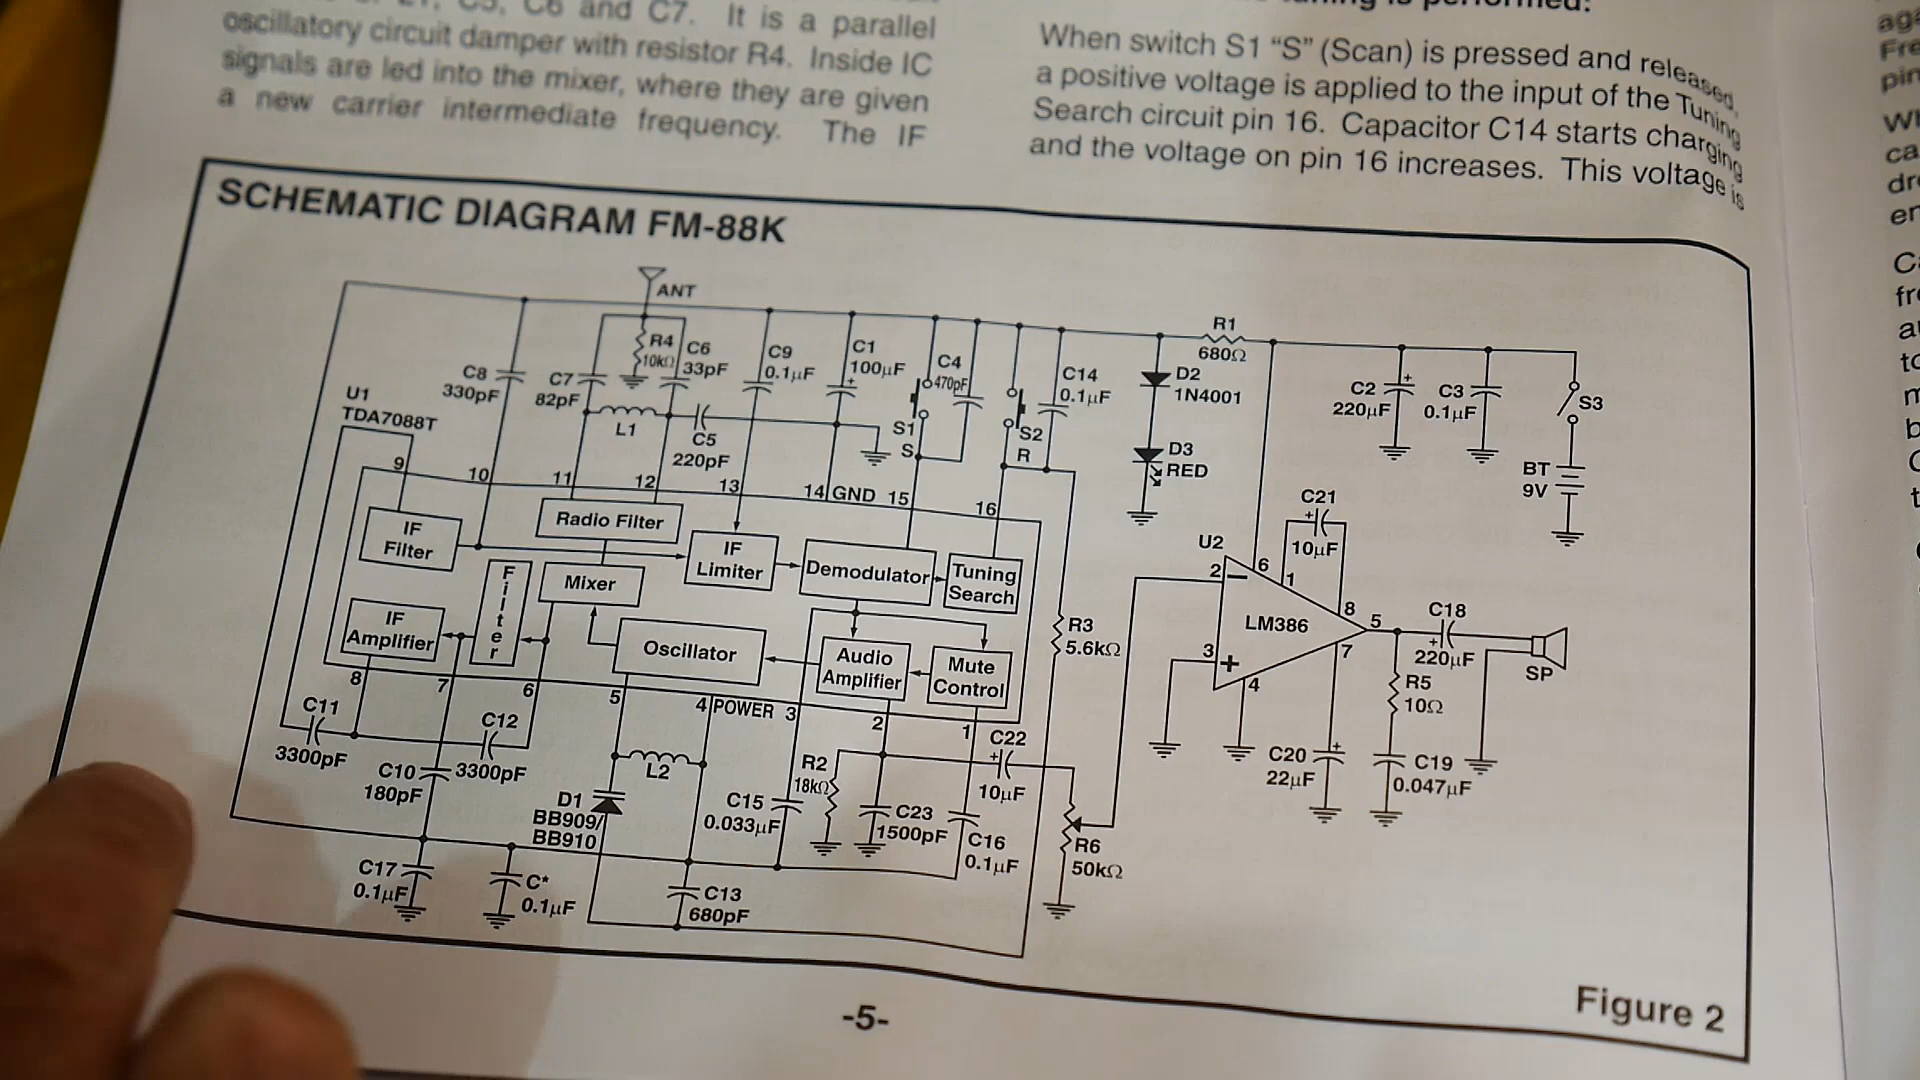 C5, C6 and C7. It is a parallel
oscillatory circuit damper with resistor R4. Inside IC
signals are led into the mixer, where they are given
a new carrier intermediate frequency. The IF
tuning is performed:
When switch S1 “S” (Scan) is pressed and released,
a positive voltage is applied to the input of the Tuning
Search circuit pin 16. Capacitor C14 starts charging
and the voltage on pin 16 increases. This voltage is
SCHEMATIC DIAGRAM FM-88K
ANT
R4
10kΩ
C6
33pF
C7
82pF
C8
330pF
U1
TDA7088T
L1
C5
220pF
C9
0.1µF
C1
100µF
+
C4
470pF
S1
S
S2
R
C14
0.1µF
R1
680Ω
D2
1N4001
D3
RED
C2
220µF
+
C3
0.1µF
S3
BT
9V
9
10
11
12
13
14
GND
15
16
IF
Filter
Radio Filter
IF
Limiter
Demodulator
Tuning
Search
Mixer
Filter
IF
Amplifier
Oscillator
Audio
Amplifier
Mute
Control
8
7
6
5
4
POWER
3
2
1
R3
5.6kΩ
U2
LM386
2
−
3
+
6
1
8
5
7
4
C21
+
10µF
C18
+
220µF
SP
R5
10Ω
C20
22µF
+
C19
0.047µF
C11
3300pF
C12
3300pF
C10
180pF
D1
BB909/
BB910
L2
C15
0.033µF
R2
18kΩ
C23
1500pF
C22
+
10µF
C16
0.1µF
R6
50kΩ
C17
0.1µF
C*
0.1µF
C13
680pF
Figure 2
-5-